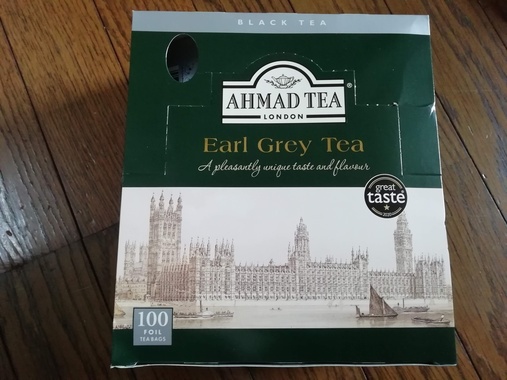 BLACK TEA
AHMAD TEA®
LONDON
Earl Grey Tea
A pleasantly unique taste and flavour
great
taste
100
FOIL
TEA BAGS